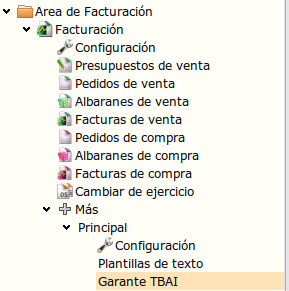 Area de Facturación
Facturación
Configuración
Presupuestos de venta
Pedidos de venta
Albaranes de venta
Facturas de venta
Pedidos de compra
Albaranes de compra
Facturas de compra
Cambiar de ejercicio
Más
Principal
Configuración
Plantillas de texto
Garante TBAI